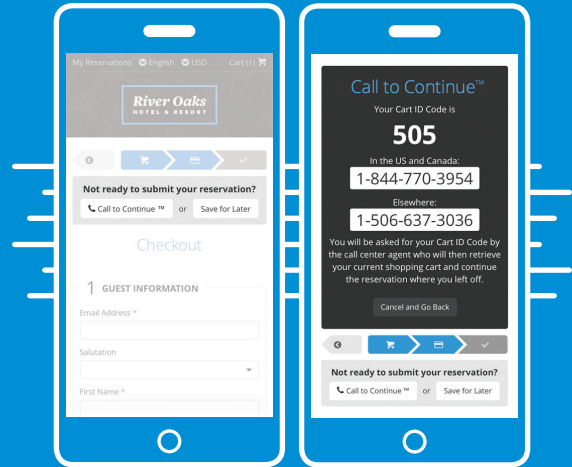 My Reservations English USD Cart (1)
River Oaks
HOTEL & RESORT
Not ready to submit your reservation?
Call to Continue ™ or Save for Later
Checkout
1 GUEST INFORMATION
Email Address *
Salutation
First Name *
Call to Continue™
Your Cart ID Code is
505
In the US and Canada:
1-844-770-3954
Elsewhere:
1-506-637-3036
You will be asked for your Cart ID Code by
the call center agent who will then retrieve
your current shopping cart and continue
the reservation where you left off.
Cancel and Go Back
Not ready to submit your reservation?
Call to Continue ™ or Save for Later